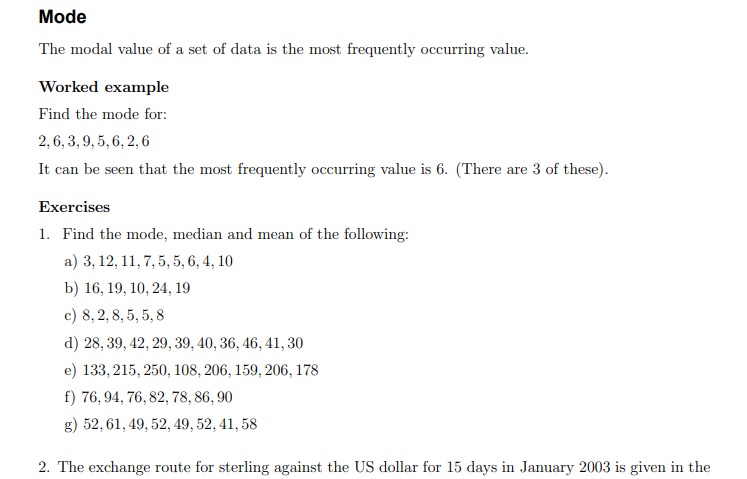 Mode
The modal value of a set of data is the most frequently occurring value.
Worked example
Find the mode for:
2, 6, 3, 9, 5, 6, 2, 6
It can be seen that the most frequently occurring value is 6. (There are 3 of these).
Exercises
1. Find the mode, median and mean of the following:
a) 3, 12, 11, 7, 5, 5, 6, 4, 10
b) 16, 19, 10, 24, 19
c) 8, 2, 8, 5, 5, 8
d) 28, 39, 42, 29, 39, 40, 36, 46, 41, 30
e) 133, 215, 250, 108, 206, 159, 206, 178
f) 76, 94, 76, 82, 78, 86, 90
g) 52, 61, 49, 52, 49, 52, 41, 58
2. The exchange route for sterling against the US dollar for 15 days in January 2003 is given in the